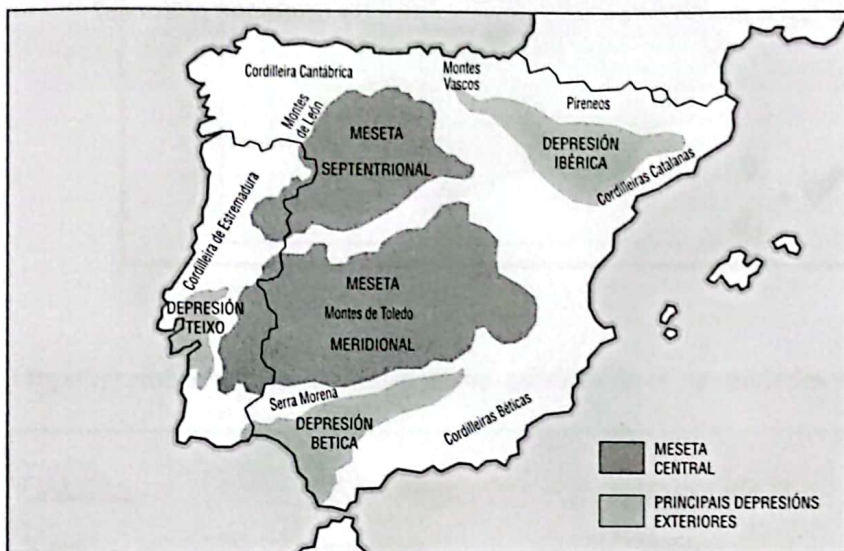 Cordilleira Cantábrica
Montes
Vascos
Pireneos
Montes
de León
MESETA
SEPTENTRIONAL
DEPRESIÓN
IBÉRICA
Cordilleiras Catalanas
Cordilleira de Estremadura
DEPRESIÓN
TEIXO
MESETA
Montes de Toledo
MERIDIONAL
Serra Morena
DEPRESIÓN
BETICA
Cordilleiras Béticas
MESETA
CENTRAL
PRINCIPAIS DEPRESIÓNS
EXTERIORES